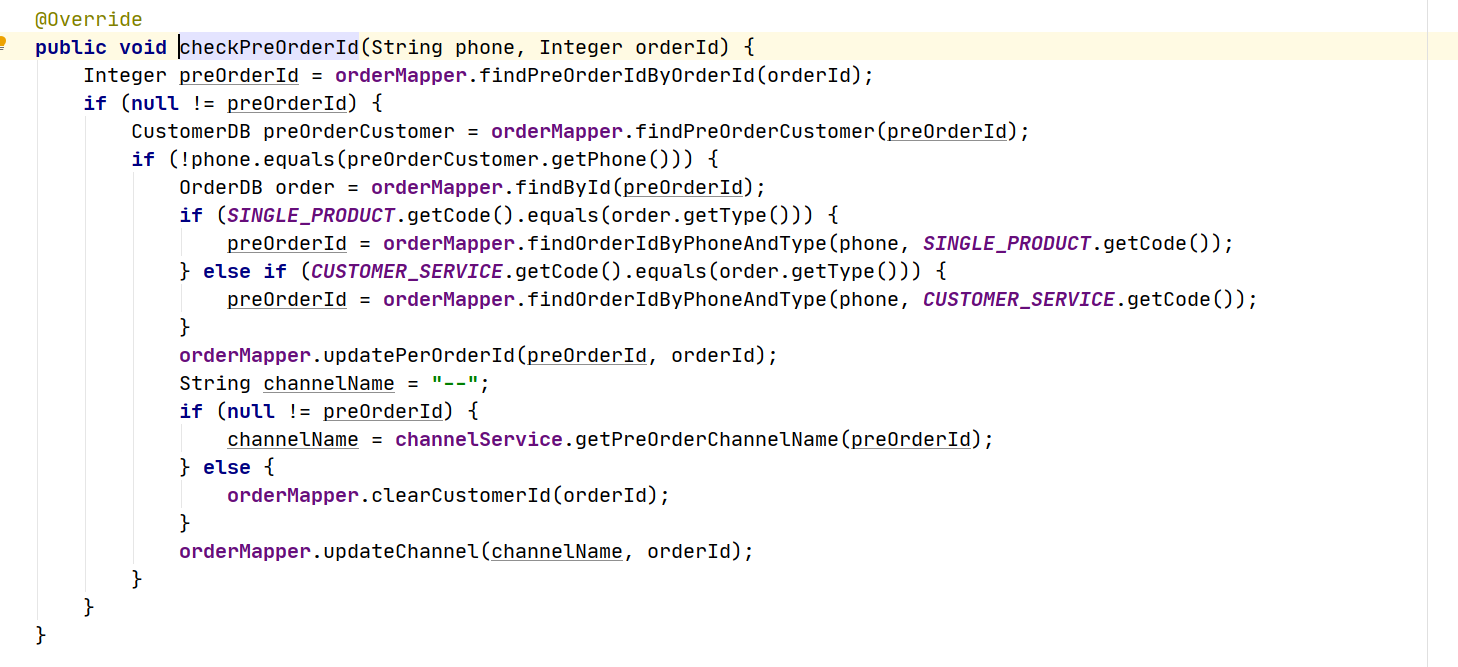 @Override
public void checkPreOrderId(String phone, Integer orderId) {
Integer preOrderId = orderMapper.findPreOrderIdByOrderId(orderId);
if (null != preOrderId) {
CustomerDB preOrderCustomer = orderMapper.findPreOrderCustomer(preOrderId);
if (!phone.equals(preOrderCustomer.getPhone())) {
OrderDB order = orderMapper.findById(preOrderId);
if (SINGLE_PRODUCT.getCode().equals(order.getType())) {
preOrderId = orderMapper.findOrderIdByPhoneAndType(phone, SINGLE_PRODUCT.getCode());
} else if (CUSTOMER_SERVICE.getCode().equals(order.getType())) {
preOrderId = orderMapper.findOrderIdByPhoneAndType(phone, CUSTOMER_SERVICE.getCode());
}
orderMapper.updatePerOrderId(preOrderId, orderId);
String channelName = "--";
if (null != preOrderId) {
channelName = channelService.getPreOrderChannelName(preOrderId);
} else {
orderMapper.clearCustomerId(orderId);
}
orderMapper.updateChannel(channelName, orderId);
}
}
}